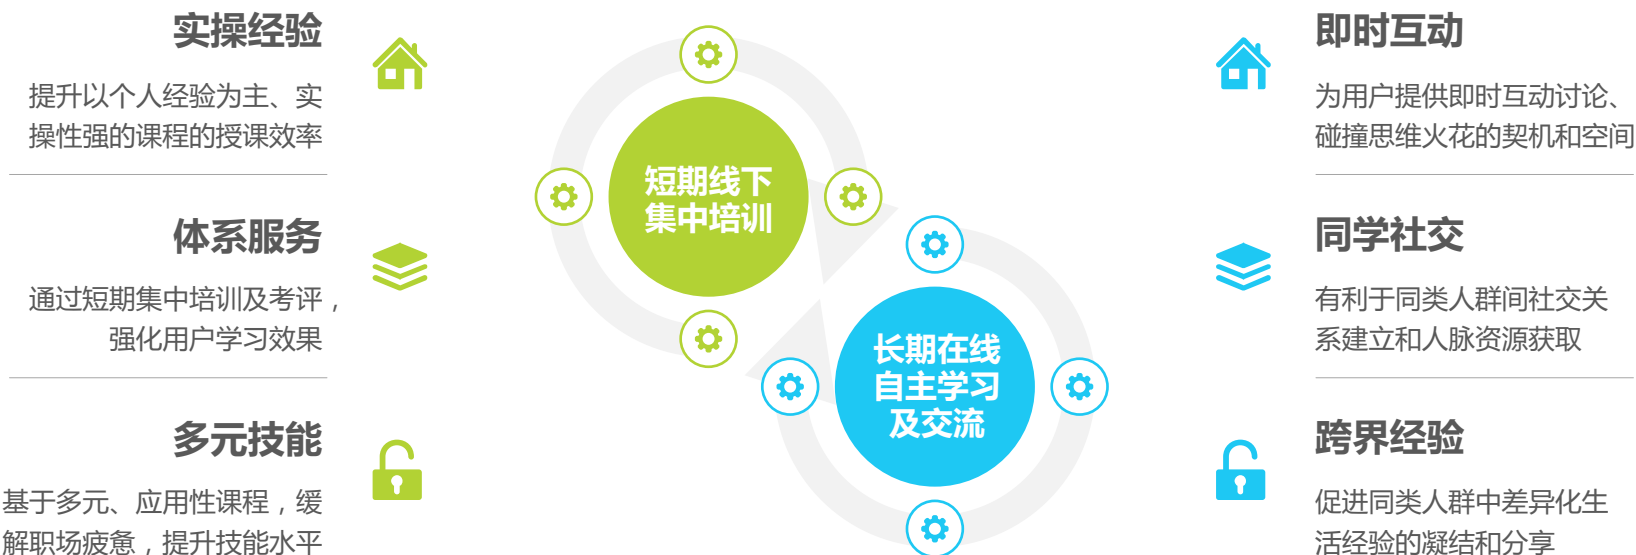 实操经验
提升以个人经验为主、实
操性强的课程的授课效率
体系服务
通过短期集中培训及考评，
强化用户学习效果
多元技能
基于多元、应用性课程，缓
解职场疲惫，提升技能水平
短期线下
集中培训
长期在线
自主学习
及交流
即时互动
为用户提供即时互动讨论、
碰撞思维火花的契机和空间
同学社交
有利于同类人群间社交关
系建立和人脉资源获取
跨界经验
促进同类人群中差异化生
活经验的凝结和分享